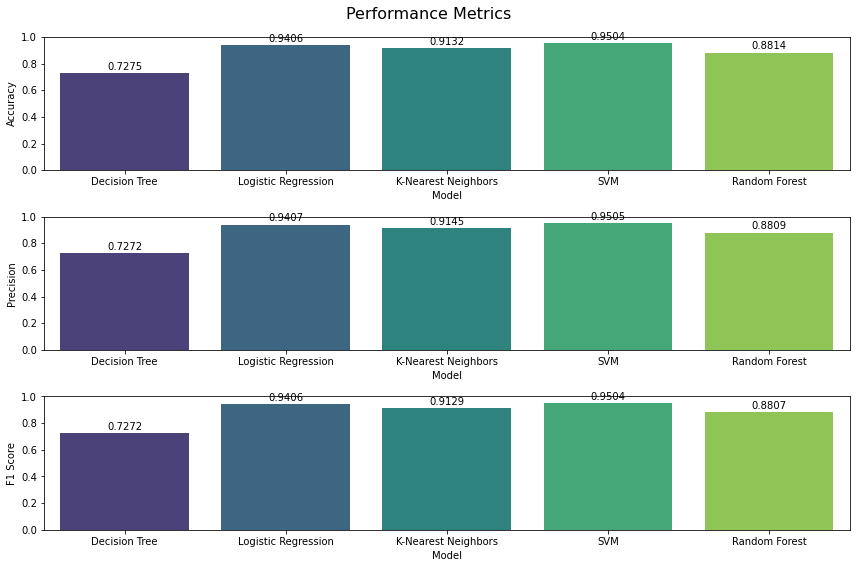 Performance Metrics
1.0
0.8
0.6
0.4
0.2
0.0
Accuracy
0.7275
0.9406
0.9132
0.9504
0.8814
Decision Tree
Logistic Regression
K-Nearest Neighbors
SVM
Random Forest
Model
1.0
0.8
0.6
0.4
0.2
0.0
Precision
0.7272
0.9407
0.9145
0.9505
0.8809
Decision Tree
Logistic Regression
K-Nearest Neighbors
SVM
Random Forest
Model
1.0
0.8
0.6
0.4
0.2
0.0
F1 Score
0.7272
0.9406
0.9129
0.9504
0.8807
Decision Tree
Logistic Regression
K-Nearest Neighbors
SVM
Random Forest
Model